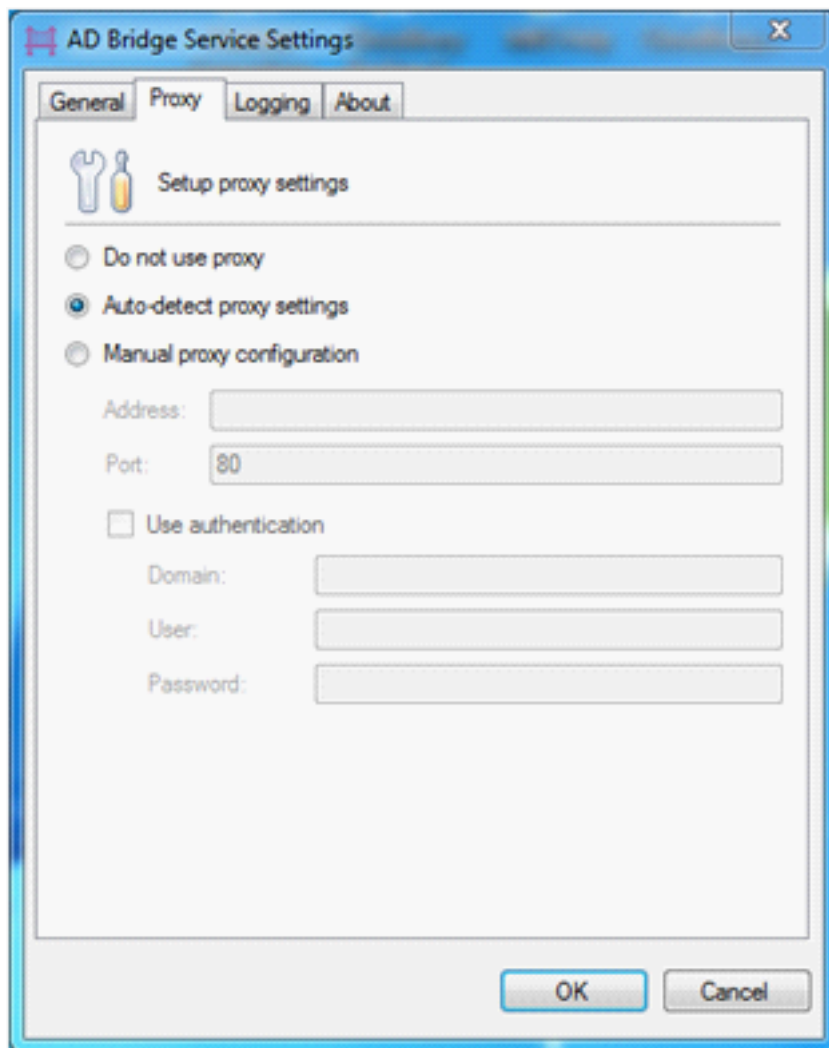 AD Bridge Service Settings
General Proxy Logging About
Setup proxy settings
Do not use proxy
Auto-detect proxy settings
Manual proxy configuration
Address:
Port: 80
Use authentication
Domain:
User:
Password:
OK Cancel